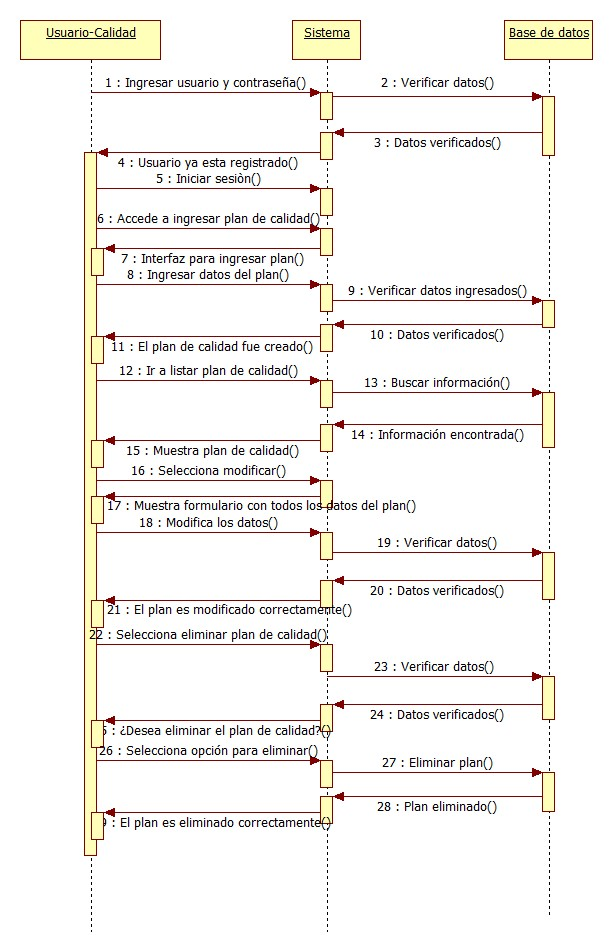 Usuario-Calidad
Sistema
Base de datos
1 : Ingresar usuario y contraseña()
2 : Verificar datos()
3 : Datos verificados()
4 : Usuario ya esta registrado()
5 : Iniciar sesiòn()
6 : Accede a ingresar plan de calidad()
7 : Interfaz para ingresar plan()
8 : Ingresar datos del plan()
9 : Verificar datos ingresados()
10 : Datos verificados()
11 : El plan de calidad fue creado()
12 : Ir a listar plan de calidad()
13 : Buscar información()
14 : Información encontrada()
15 : Muestra plan de calidad()
16 : Selecciona modificar()
17 : Muestra formulario con todos los datos del plan()
18 : Modifica los datos()
19 : Verificar datos()
20 : Datos verificados()
21 : El plan es modificado correctamente()
22 : Selecciona eliminar plan de calidad()
23 : Verificar datos()
24 : Datos verificados()
5 : ¿Desea eliminar el plan de calidad?()
26 : Selecciona opción para eliminar()
27 : Eliminar plan()
28 : Plan eliminado()
9 : El plan es eliminado correctamente()